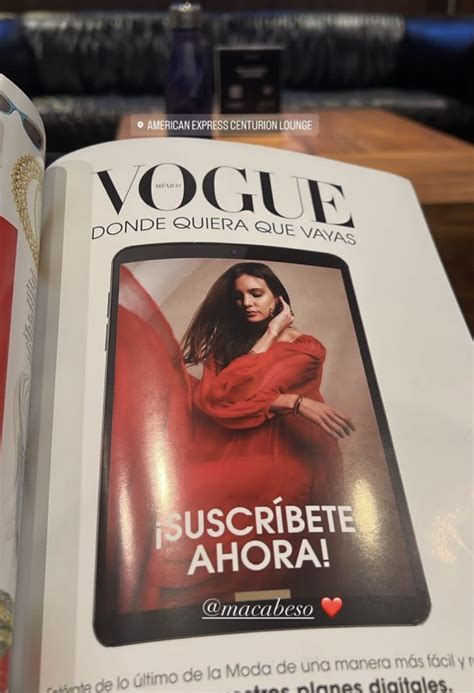 AMERICAN EXPRESS CENTURION LOUNGE
VOGUE
MÉXICO
DONDE QUIERA QUE VAYAS
¡SUSCRÍBETE
AHORA!
@macabeso ❤️
Entérate de lo último de la Moda de una manera más fácil y
planes digitales.